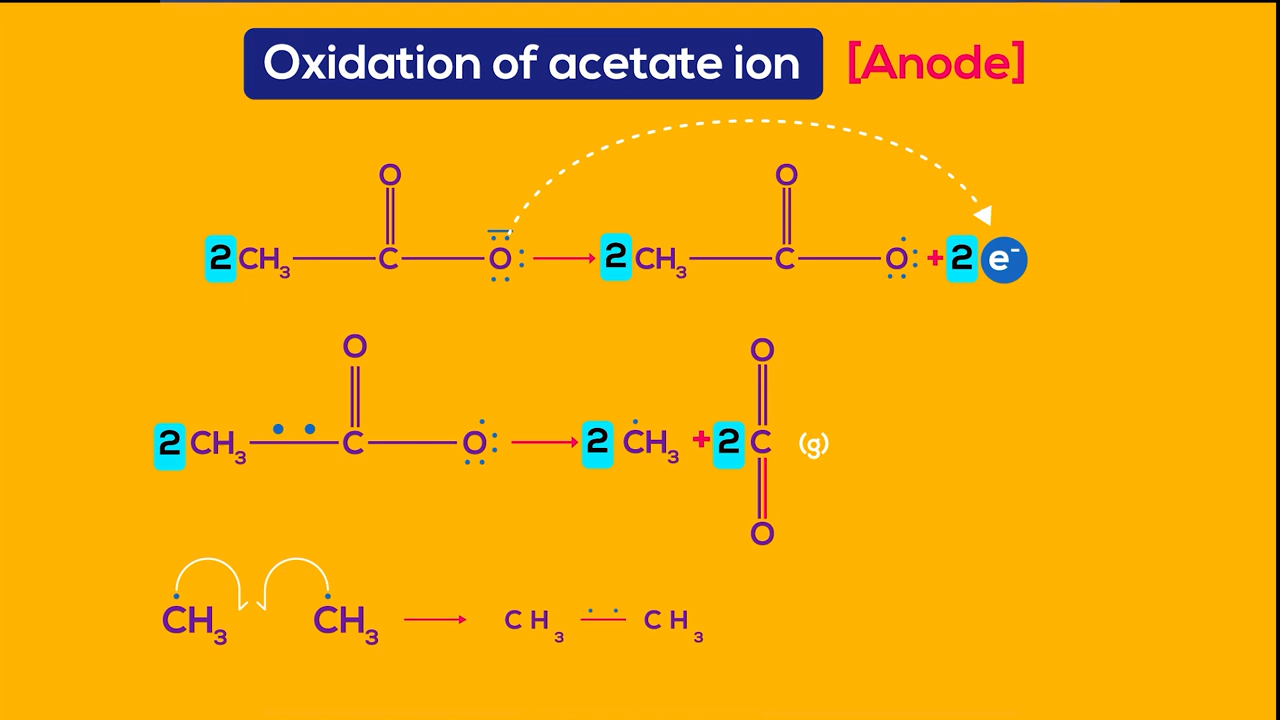 Oxidation of acetate ion [Anode]
O O
2 CH₃ C O 2 CH₃ C O + 2 e⁻
O O
2 CH₃ C O 2 CH₃ + 2 C (g)
O
CH₃ CH₃ CH₃ CH₃